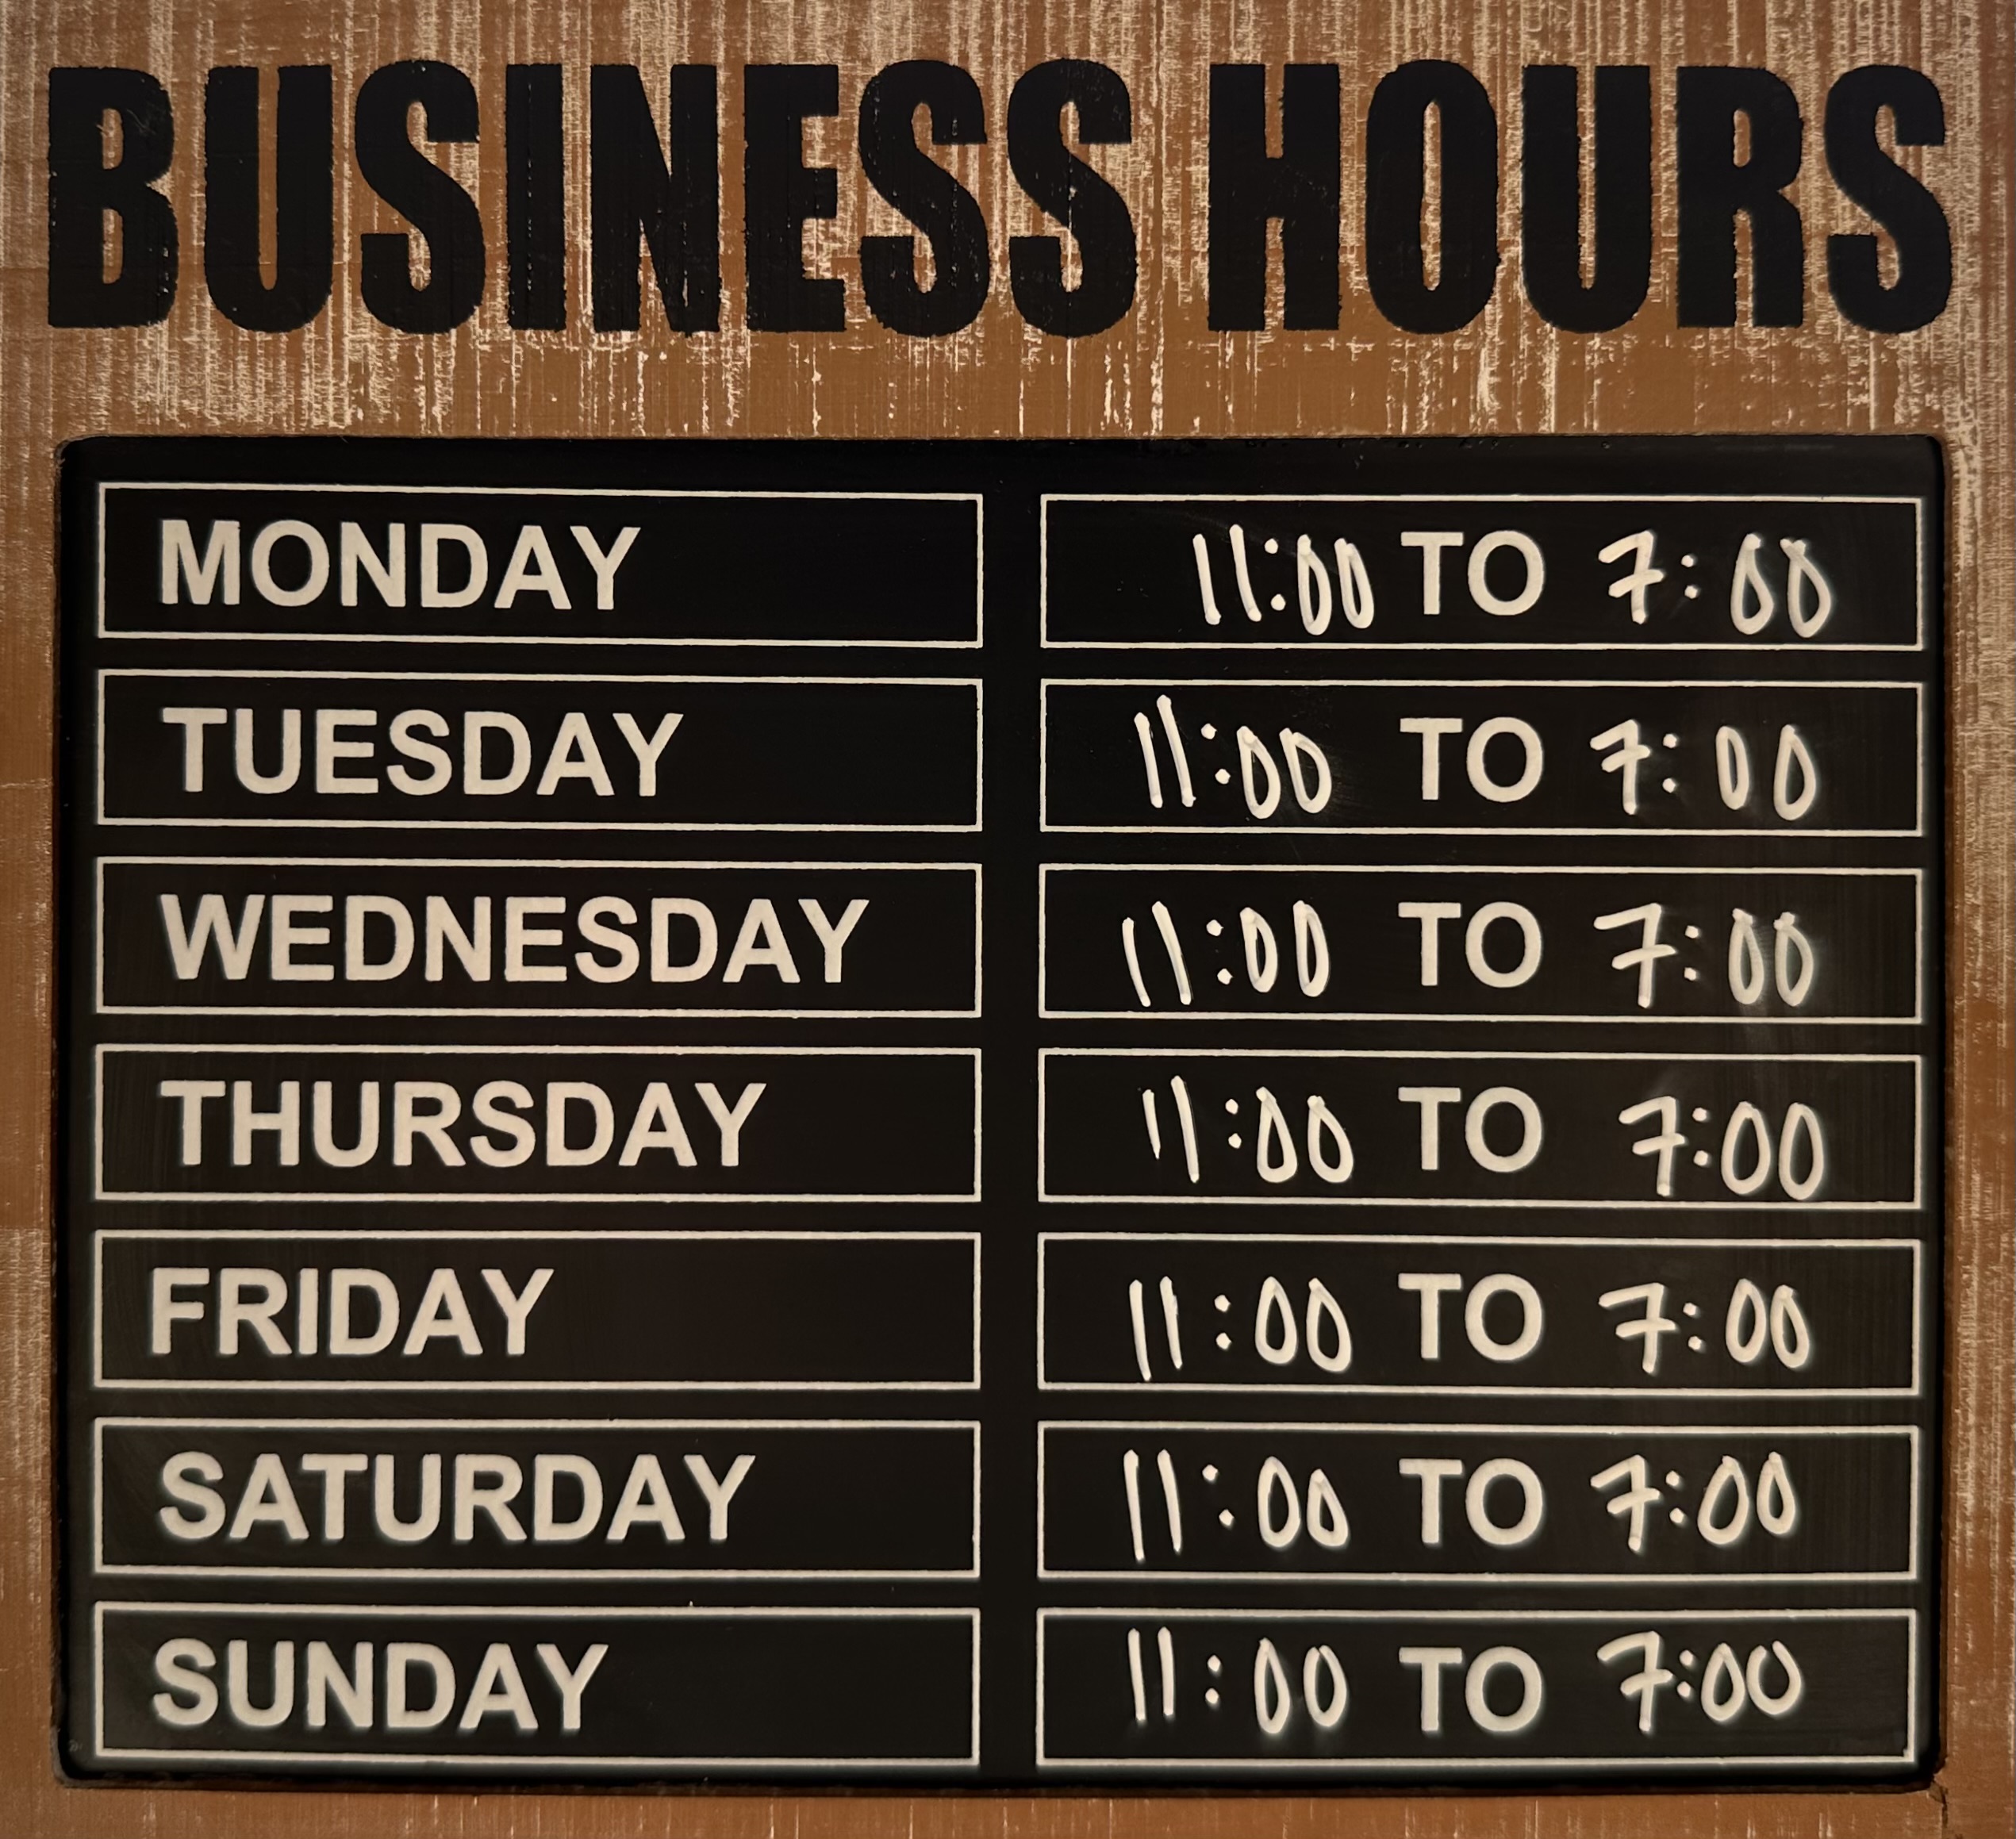 BUSINESS HOURS
MONDAY 11:00 TO 7:00
TUESDAY 11:00 TO 7:00
WEDNESDAY 11:00 TO 7:00
THURSDAY 11:00 TO 7:00
FRIDAY 11:00 TO 7:00
SATURDAY 11:00 TO 7:00
SUNDAY 11:00 TO 7:00